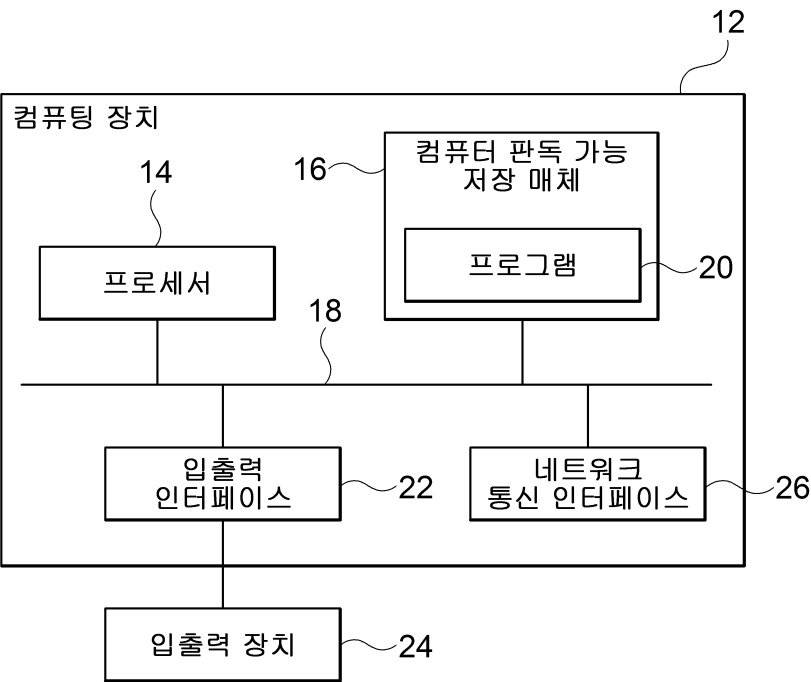 12
컴퓨팅 장치
14
프로세서
16
컴퓨터 판독 가능
저장 매체
프로그램
20
18
입출력
인터페이스
22
네트워크
통신 인터페이스
26
입출력 장치
24